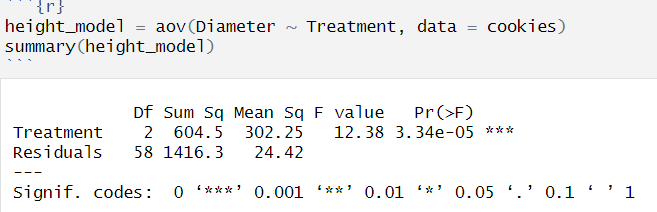 ```{r}
height_model = aov(Diameter ~ Treatment, data = cookies)
summary(height_model)
```
            Df Sum Sq Mean Sq F value   Pr(>F)
Treatment    2  604.5  302.25   12.38 3.34e-05 ***
Residuals   58 1416.3   24.42
---
Signif. codes:  0 ‘***’ 0.001 ‘**’ 0.01 ‘*’ 0.05 ‘.’ 0.1 ‘ ’ 1